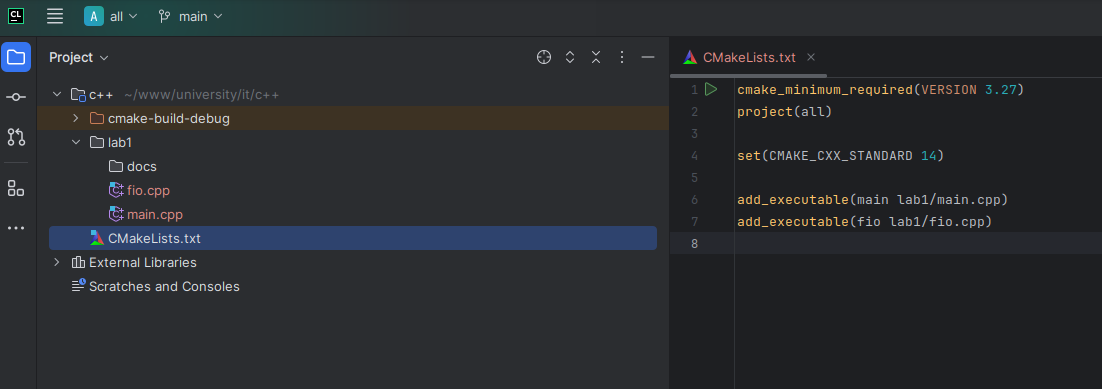 CL
A all main
Project
CMakeLists.txt
c++ ~/www/university/it/c++
cmake-build-debug
lab1
docs
fio.cpp
main.cpp
CMakeLists.txt
External Libraries
Scratches and Consoles
1 cmake_minimum_required(VERSION 3.27)
2 project(all)
3
4 set(CMAKE_CXX_STANDARD 14)
5
6 add_executable(main lab1/main.cpp)
7 add_executable(fio lab1/fio.cpp)
8